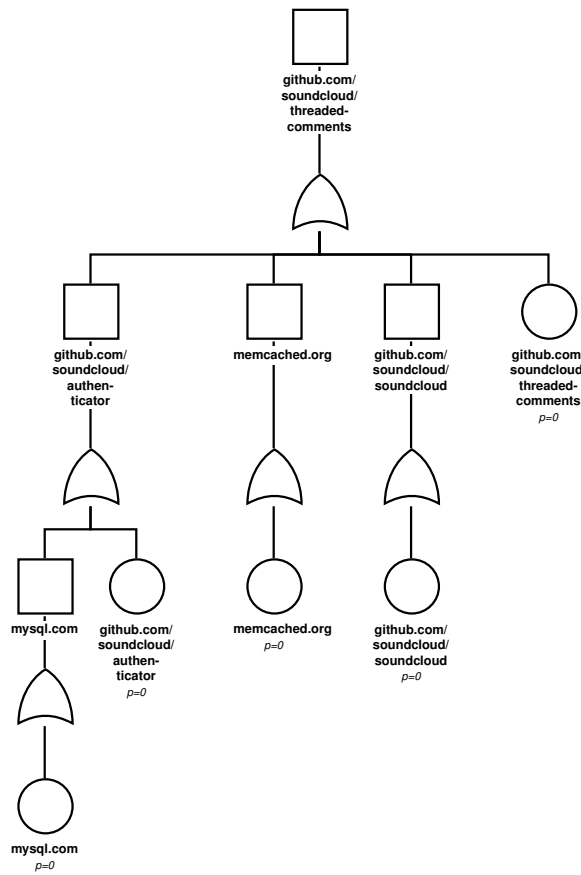 github.com/
soundcloud/
threaded-
comments
github.com/
soundcloud/
authen-
ticator
memcached.org
github.com/
soundcloud/
soundcloud
github.com
soundcloud
threaded-
comments
p=0
mysql.com
github.com/
soundcloud/
authen-
ticator
p=0
memcached.org
p=0
github.com/
soundcloud/
soundcloud
p=0
mysql.com
p=0